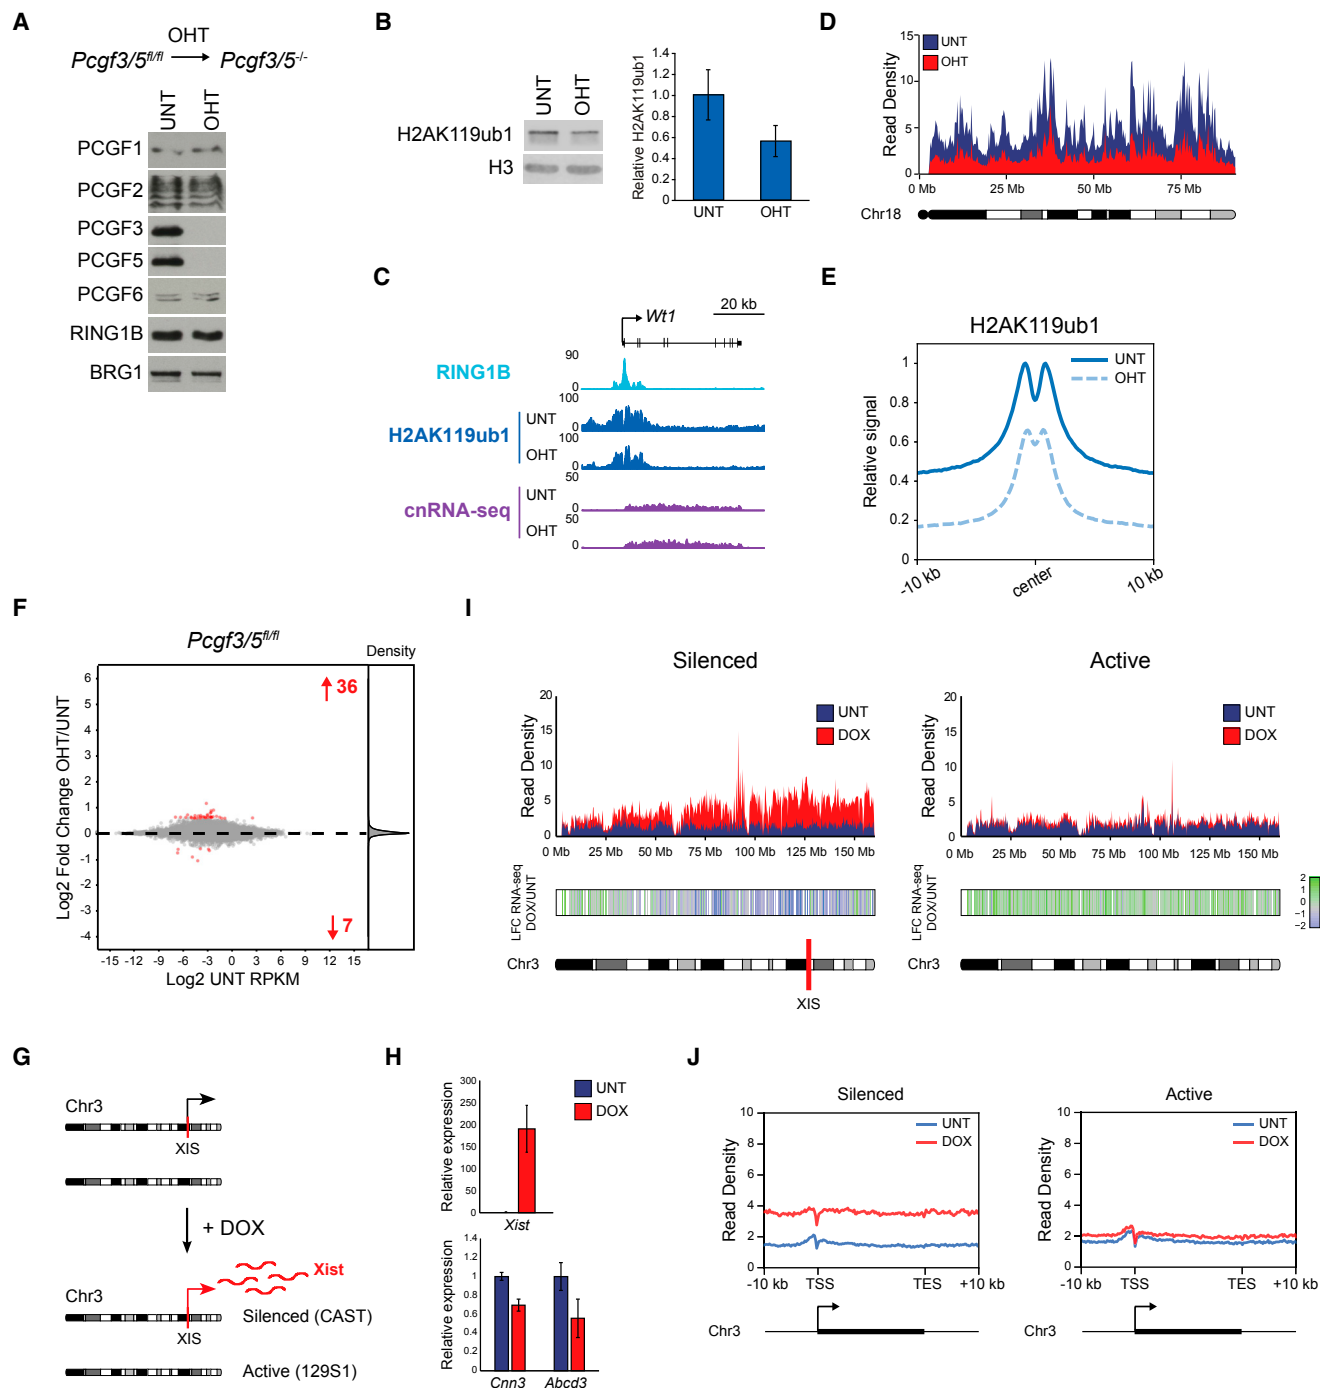 A
OHT
Pcgf3/5fl/fl Pcgf3/5-/-
UNT OHT
PCGF1
PCGF2
PCGF3
PCGF5
PCGF6
RING1B
BRG1
B
UNT OHT
H2AK119ub1
H3
Relative H2AK119ub1
1.4
1.2
1.0
0.8
0.6
0.4
0.2
0
UNT OHT
C
20 kb
Wt1
RING1B
90
0
H2AK119ub1
UNT
100
0
OHT
100
0
cnRNA-seq
UNT
50
0
OHT
50
0
D
UNT
OHT
Read Density
15
10
5
0
0 Mb 25 Mb 50 Mb 75 Mb
Chr18
E
H2AK119ub1
UNT
OHT
Relative signal
1
0.8
0.6
0.4
0.2
0
-10 kb center 10 kb
F
Pcgf3/5fl/fl
Density
36
7
Log2 Fold Change OHT/UNT
6
5
4
3
2
1
0
-1
-2
-3
-4
-15 -12 -9 -6 -3 0 3 6 9 12 15
Log2 UNT RPKM
G
Chr3
XIS
+ DOX
Xist
Chr3
Silenced (CAST)
XIS
Active (129S1)
H
UNT
DOX
Relative expression
300
250
200
150
100
50
0
Xist
Relative expression
1.4
1.2
1
0.8
0.6
0.4
0.2
0
Cnn3 Abcd3
I
Silenced
UNT
DOX
Read Density
20
15
10
5
0
0 Mb 25 Mb 50 Mb 75 Mb 100 Mb 125 Mb 150 Mb
LFC RNA-seq
DOX/UNT
Chr3
XIS
Active
UNT
DOX
Read Density
20
15
10
5
0
0 Mb 25 Mb 50 Mb 75 Mb 100 Mb 125 Mb 150 Mb
LFC RNA-seq
DOX/UNT
2
1
0
−1
−2
J
Silenced
UNT
DOX
Read Density
10
8
6
4
2
0
-10 kb TSS TES +10 kb
Chr3
Active
UNT
DOX
Read Density
10
8
6
4
2
0
-10 kb TSS TES +10 kb
Chr3